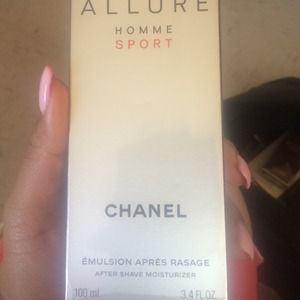 ALLURE
HOMME
SPORT
CHANEL
ÉMULSION APRÈS RASAGE
AFTER SHAVE MOISTURIZER
100 ml 3.4 FL. OZ